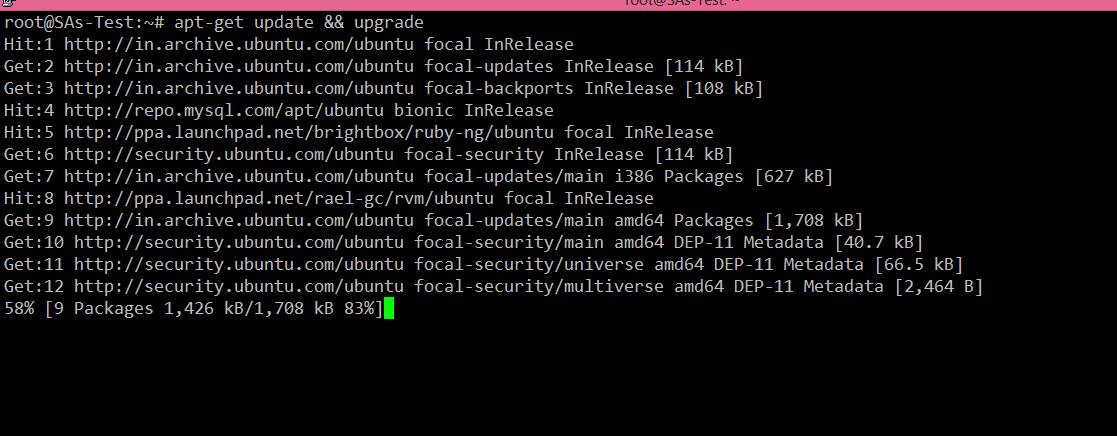 root@SAs-Test: ~
root@SAs-Test:~# apt-get update && upgrade
Hit:1 http://in.archive.ubuntu.com/ubuntu focal InRelease
Get:2 http://in.archive.ubuntu.com/ubuntu focal-updates InRelease [114 kB]
Get:3 http://in.archive.ubuntu.com/ubuntu focal-backports InRelease [108 kB]
Hit:4 http://repo.mysql.com/apt/ubuntu bionic InRelease
Hit:5 http://ppa.launchpad.net/brightbox/ruby-ng/ubuntu focal InRelease
Get:6 http://security.ubuntu.com/ubuntu focal-security InRelease [114 kB]
Get:7 http://in.archive.ubuntu.com/ubuntu focal-updates/main i386 Packages [627 kB]
Hit:8 http://ppa.launchpad.net/rael-gc/rvm/ubuntu focal InRelease
Get:9 http://in.archive.ubuntu.com/ubuntu focal-updates/main amd64 Packages [1,708 kB]
Get:10 http://security.ubuntu.com/ubuntu focal-security/main amd64 DEP-11 Metadata [40.7 kB]
Get:11 http://security.ubuntu.com/ubuntu focal-security/universe amd64 DEP-11 Metadata [66.5 kB]
Get:12 http://security.ubuntu.com/ubuntu focal-security/multiverse amd64 DEP-11 Metadata [2,464 B]
58% [9 Packages 1,426 kB/1,708 kB 83%]